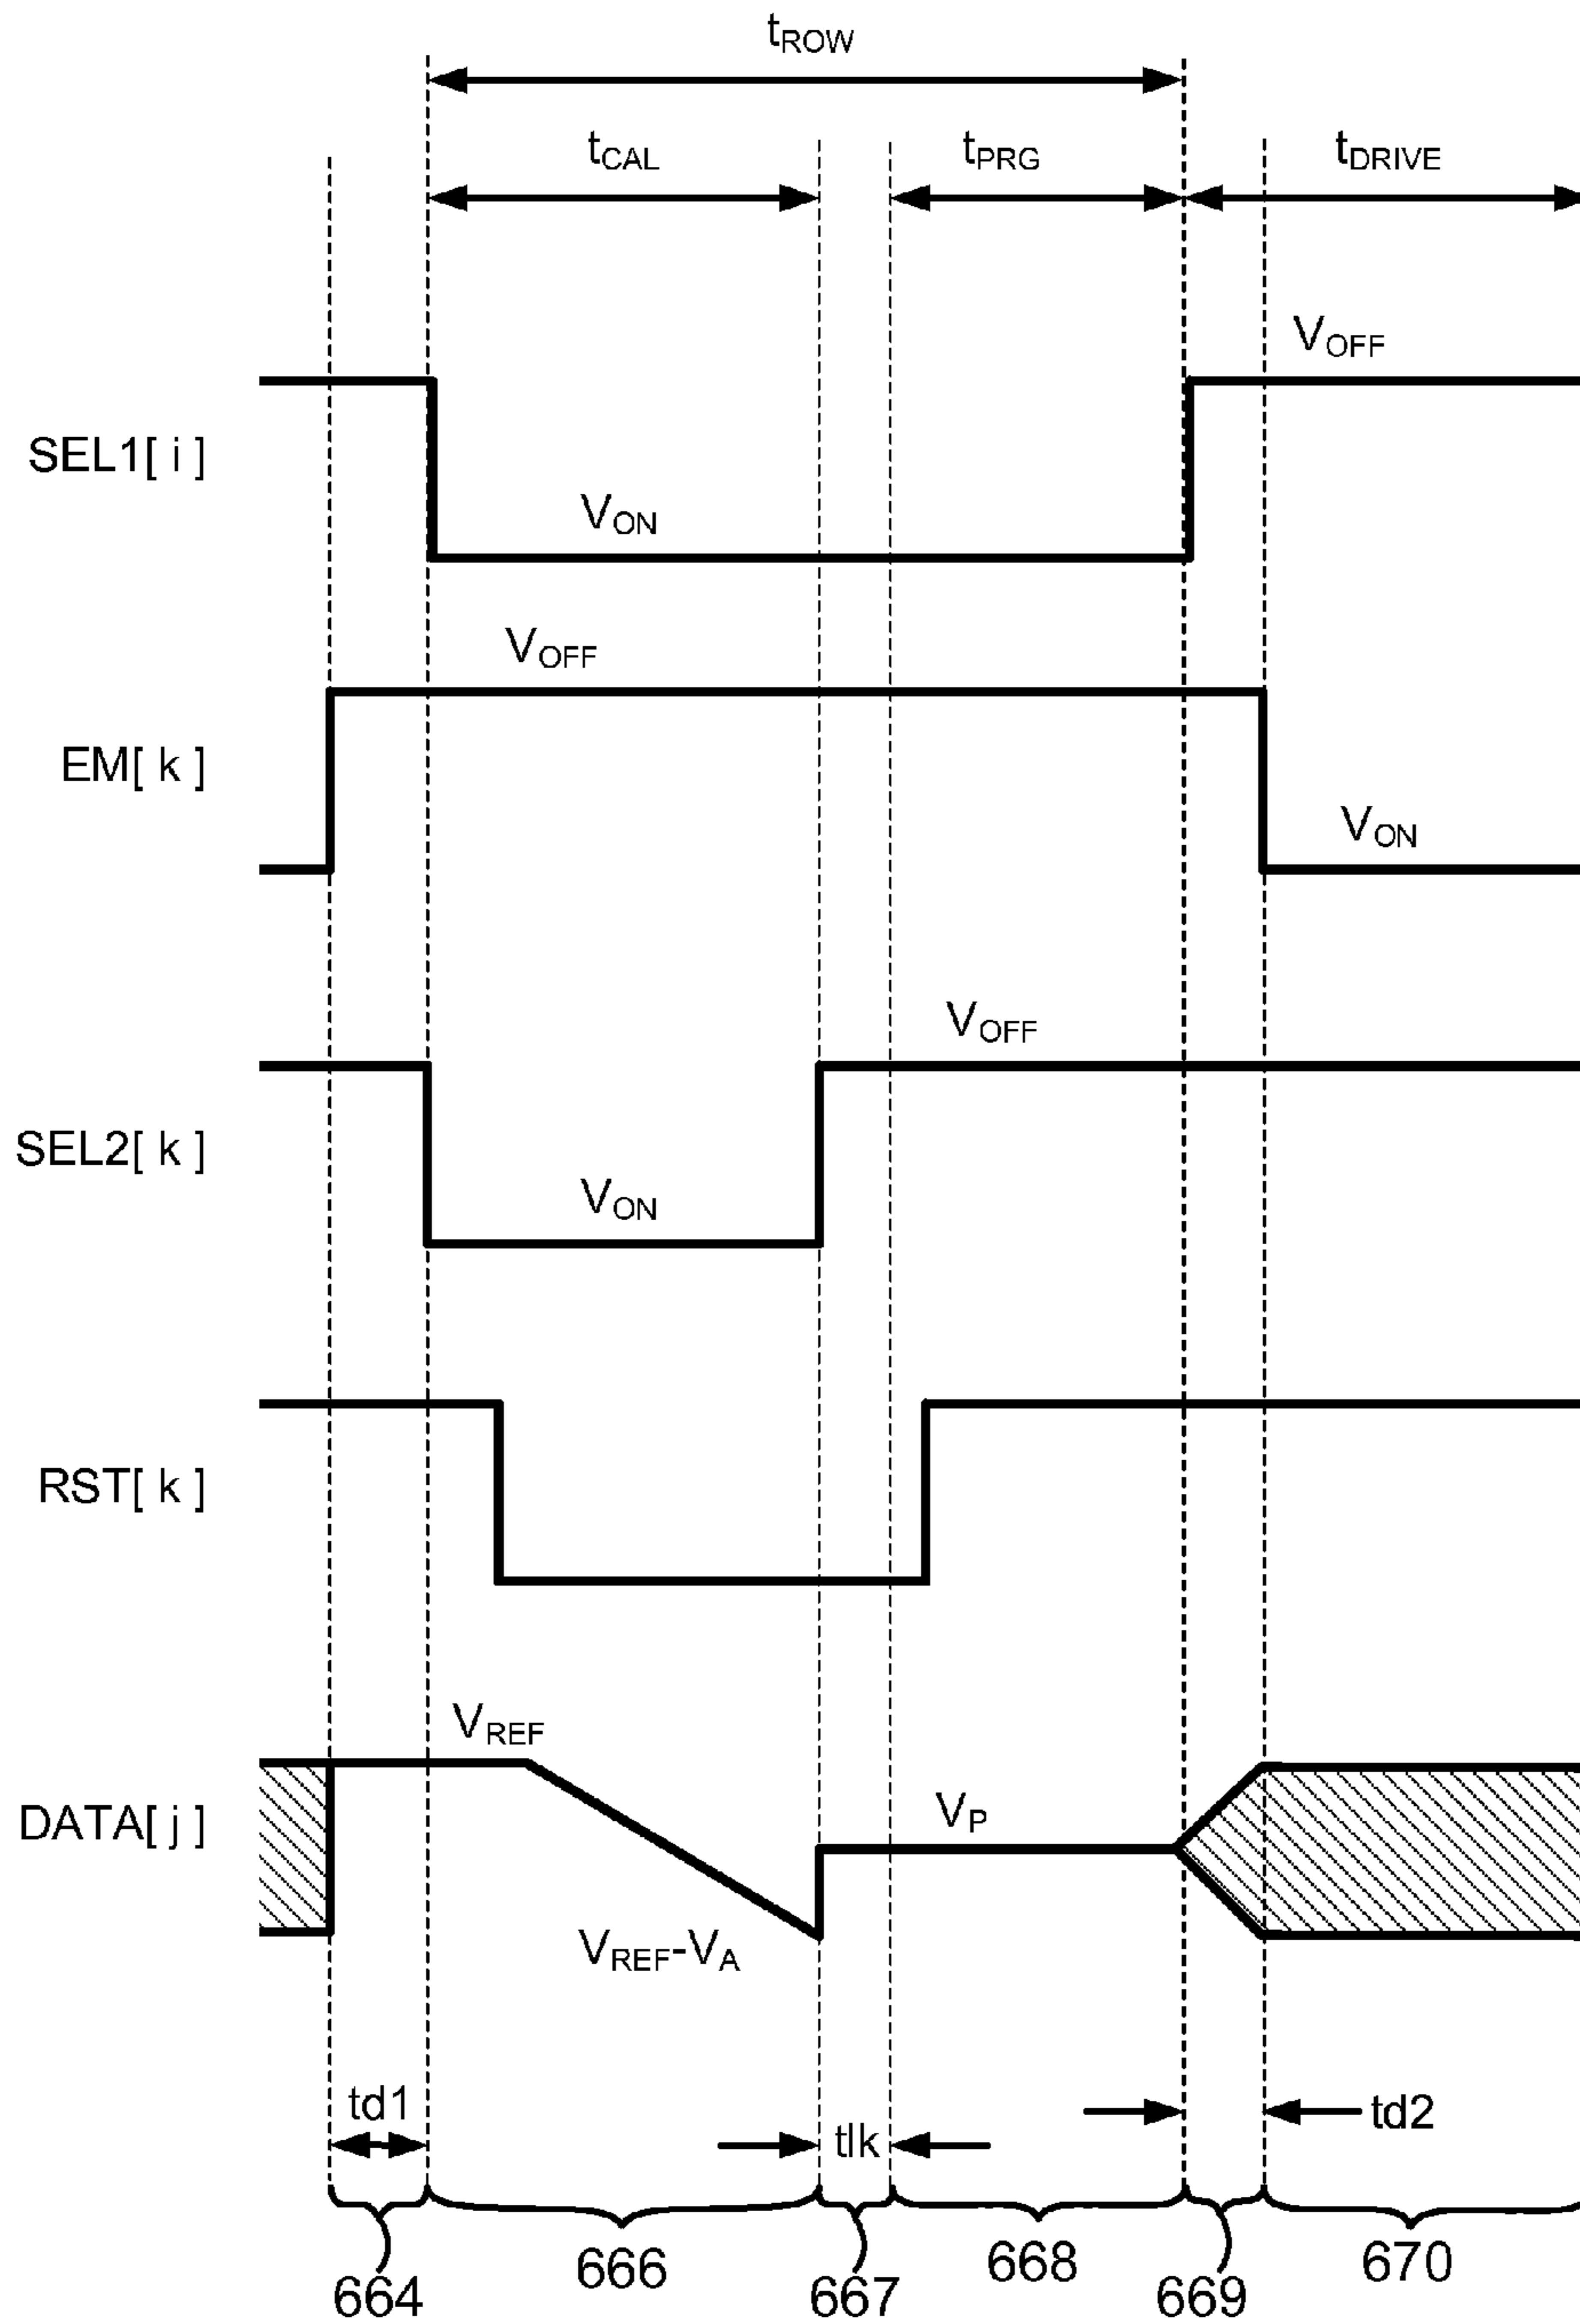 tROW
tCAL
tPRG
tDRIVE
VOFF
SEL1[ i ]
VON
VOFF
EM[ k ]
VON
VOFF
SEL2[ k ]
VON
RST[ k ]
VREF
DATA[ j ]
VP
VREF-VA
td1
tlk
td2
664
666
667
668
669
670